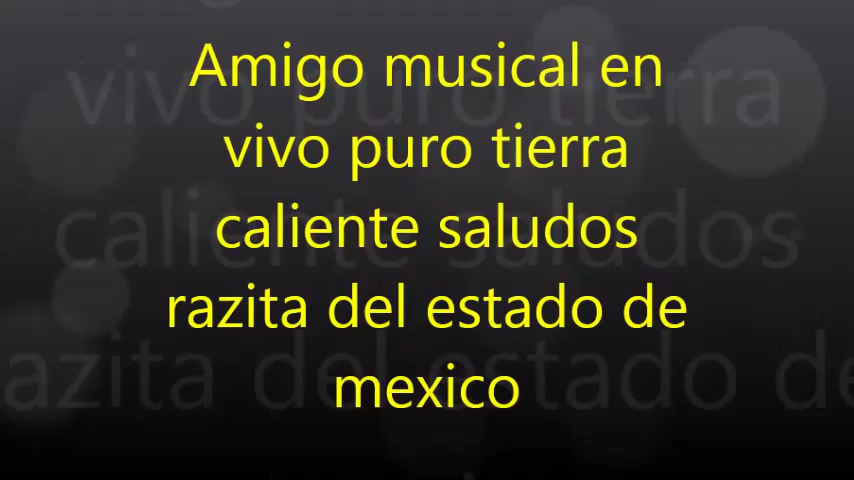 Amigo musical en
vivo puro tierra
caliente saludos
razita del estado de
mexico